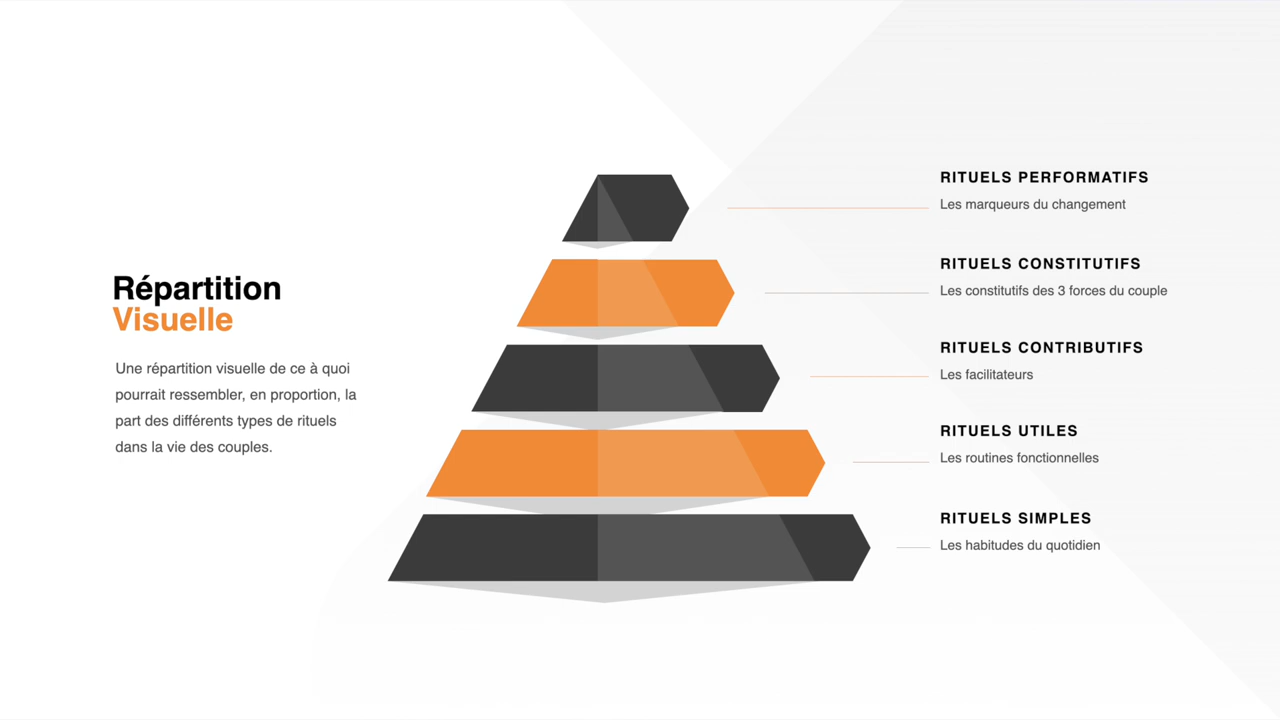 Répartition
Visuelle
Une répartition visuelle de ce à quoi
pourrait ressembler, en proportion, la
part des différents types de rituels
dans la vie des couples.
RITUELS PERFORMATIFS
Les marqueurs du changement
RITUELS CONSTITUTIFS
Les constitutifs des 3 forces du couple
RITUELS CONTRIBUTIFS
Les facilitateurs
RITUELS UTILES
Les routines fonctionnelles
RITUELS SIMPLES
Les habitudes du quotidien